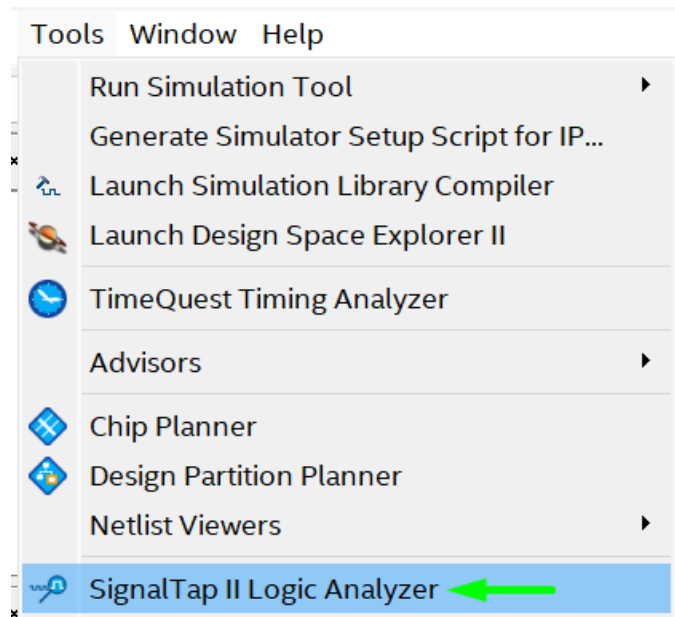 Tools Window Help
Run Simulation Tool
Generate Simulator Setup Script for IP...
Launch Simulation Library Compiler
Launch Design Space Explorer II
TimeQuest Timing Analyzer
Advisors
Chip Planner
Design Partition Planner
Netlist Viewers
SignalTap II Logic Analyzer